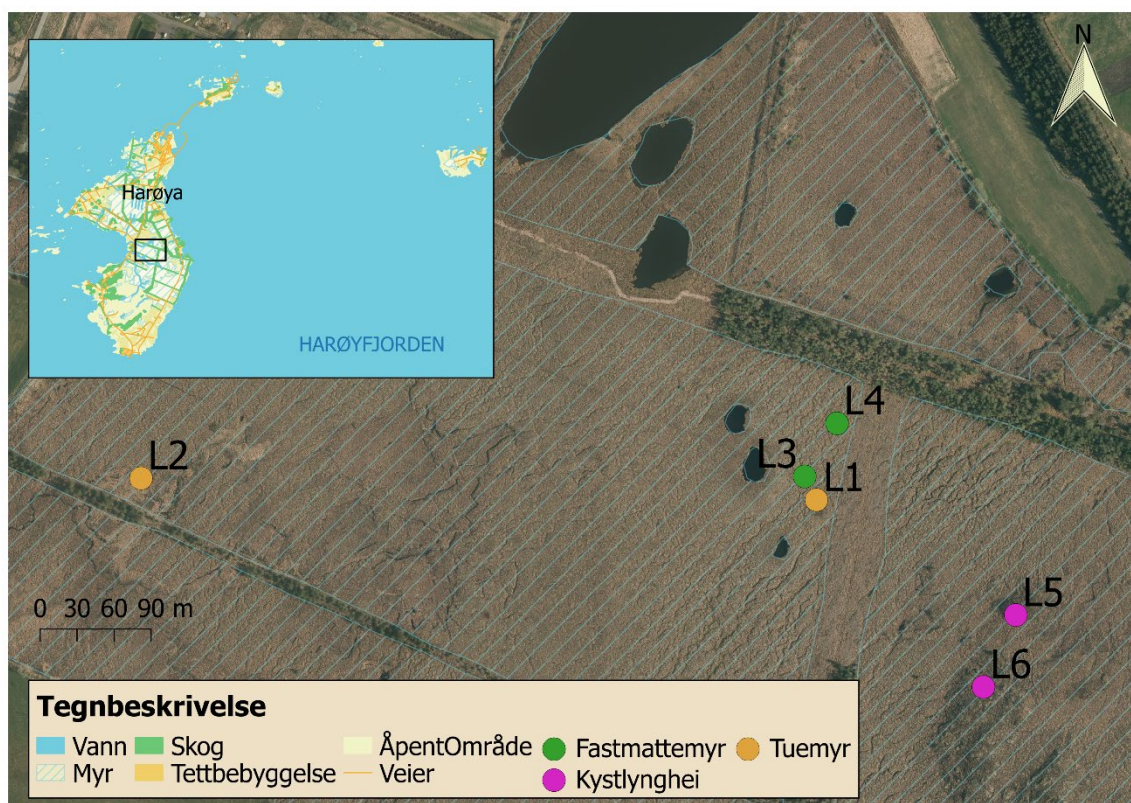 N
Harøya
HARØYFJORDEN
L4
L3
L1
L2
L5
L6
0 30 60 90 m
Tegnbeskrivelse
Vann Skog ÅpentOmråde Fastmattemyr Tuemyr
Myr Tettbebyggelse Veier Kystlynghei